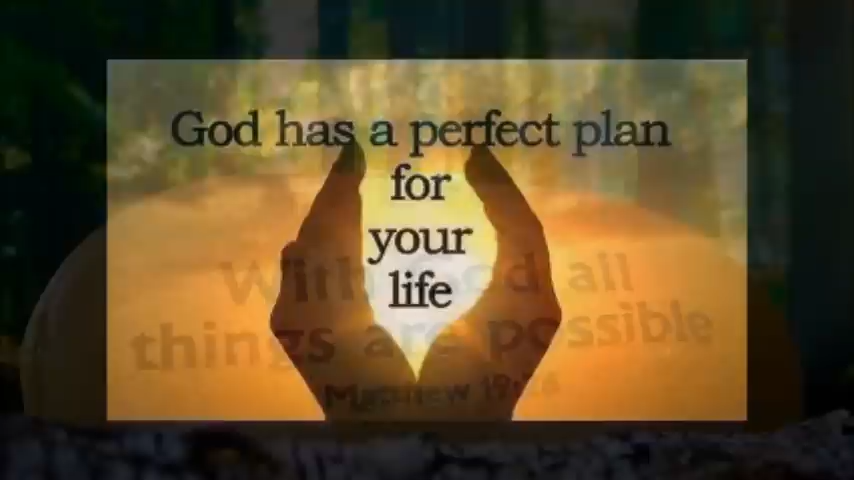 God has a perfect plan
for
your
life
With God all
things are possible
Matthew 19:26